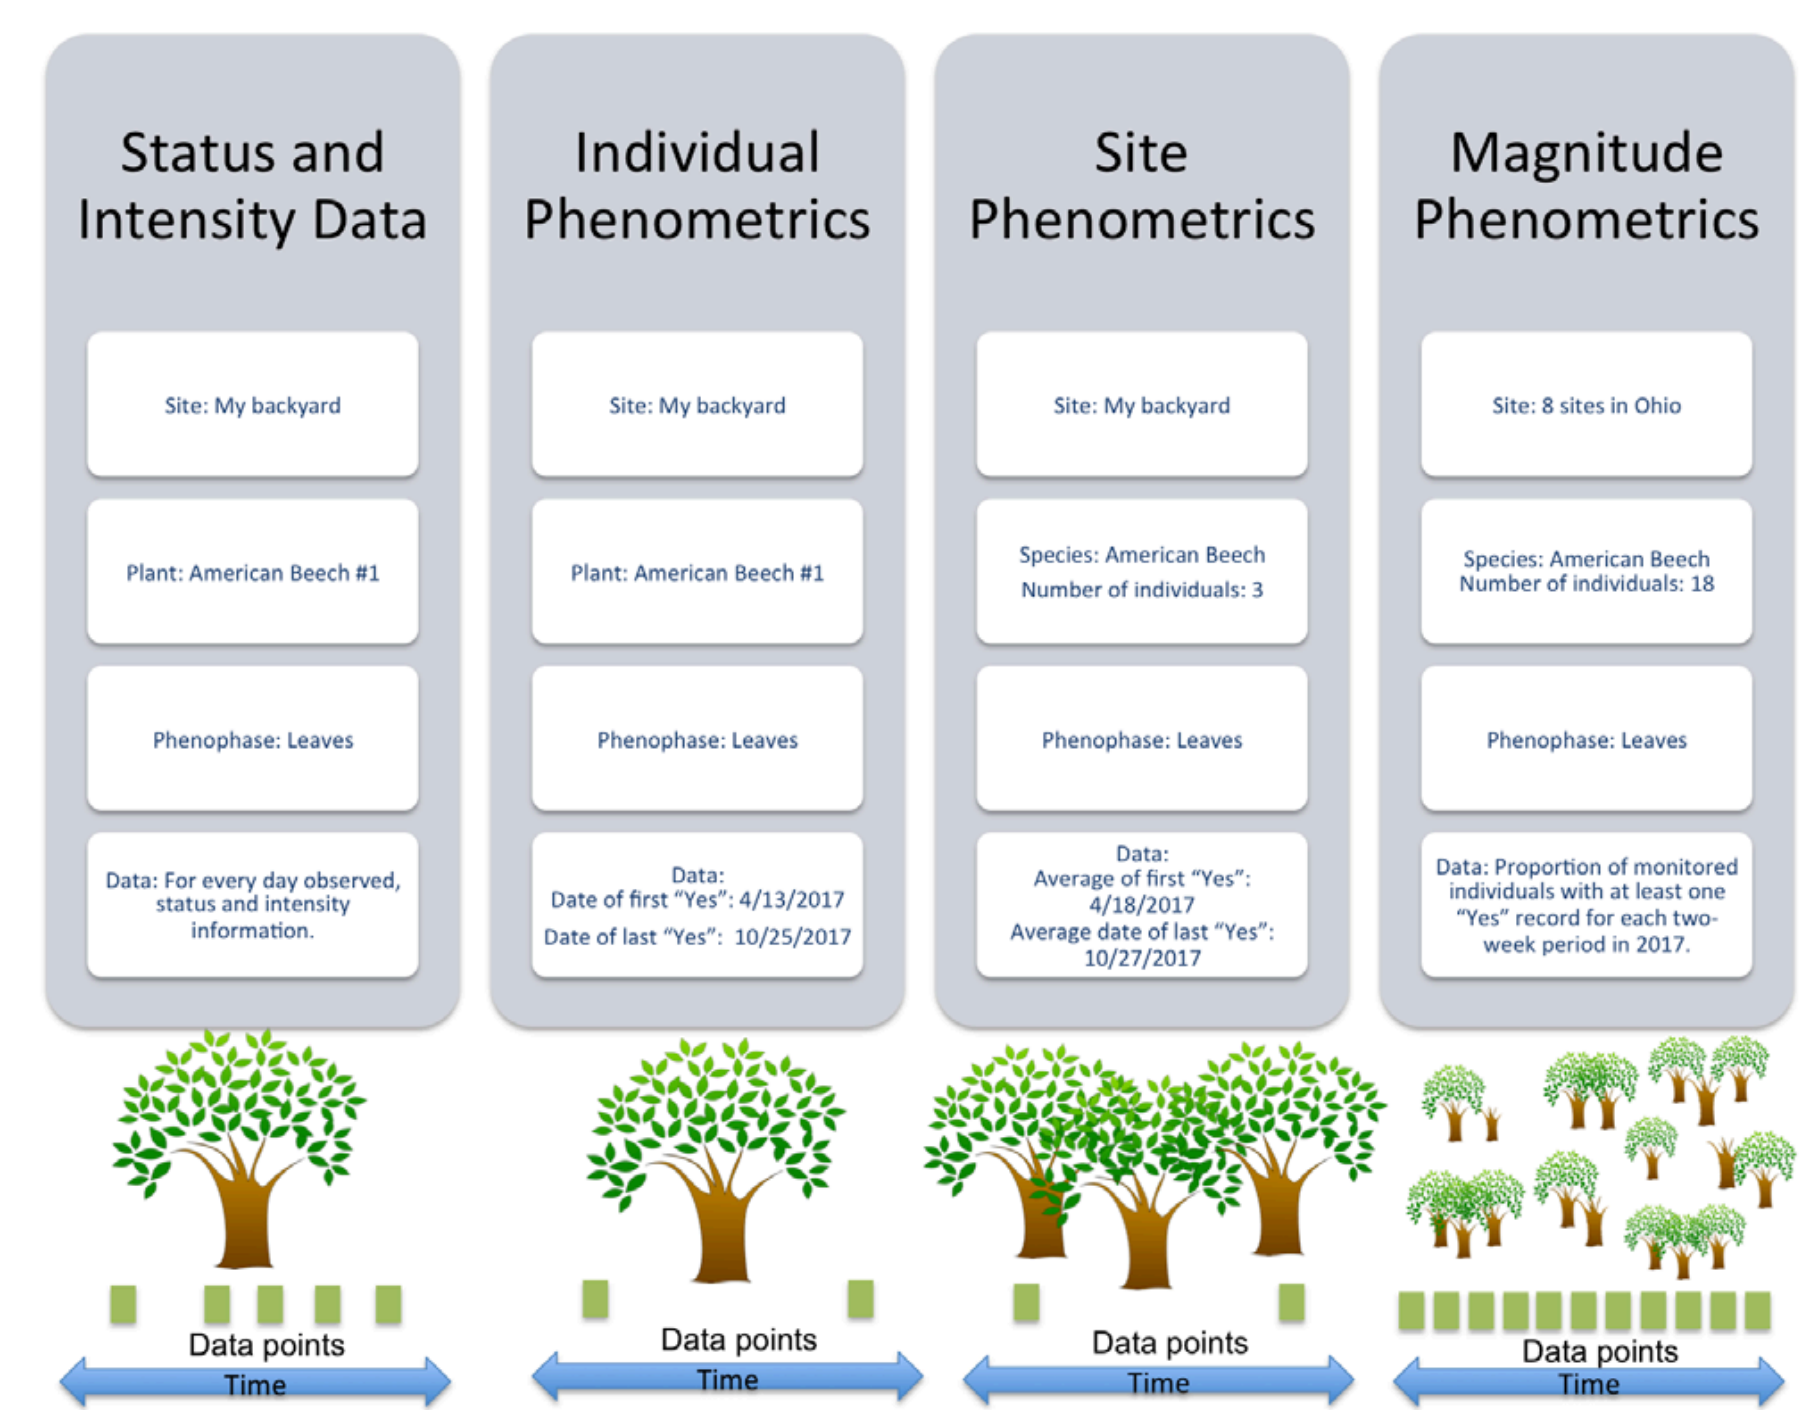 Status and
Intensity Data
Site: My backyard
Plant: American Beech #1
Phenophase: Leaves
Data: For every day observed,
status and intensity
information.
Data points
Time
Individual
Phenometrics
Site: My backyard
Plant: American Beech #1
Phenophase: Leaves
Data:
Date of first “Yes”: 4/13/2017
Date of last “Yes”: 10/25/2017
Data points
Time
Site
Phenometrics
Site: My backyard
Species: American Beech
Number of individuals: 3
Phenophase: Leaves
Data:
Average of first “Yes”:
4/18/2017
Average date of last “Yes”:
10/27/2017
Data points
Time
Magnitude
Phenometrics
Site: 8 sites in Ohio
Species: American Beech
Number of individuals: 18
Phenophase: Leaves
Data: Proportion of monitored
individuals with at least one
“Yes” record for each two-
week period in 2017.
Data points
Time